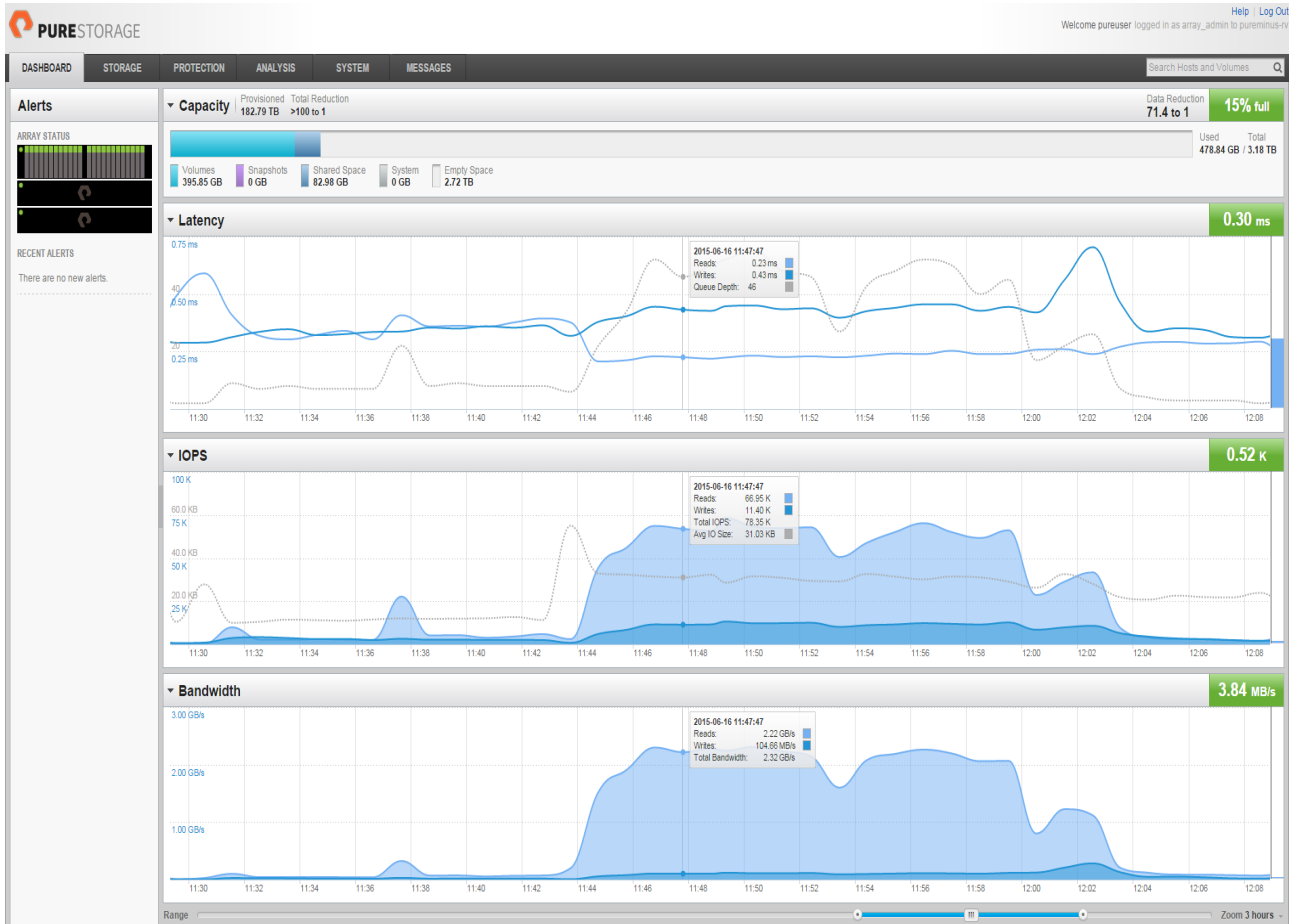 Help | Log Out
PURESTORAGE
Welcome pureuser logged in as array_admin to pureminus-rv
DASHBOARD STORAGE PROTECTION ANALYSIS SYSTEM MESSAGES
Search Hosts and Volumes
Alerts
ARRAY STATUS
RECENT ALERTS
There are no new alerts.
Capacity
Provisioned Total Reduction
182.79 TB >100 to 1
Data Reduction
71.4 to 1
15% full
Used Total
478.84 GB / 3.18 TB
Volumes Snapshots Shared Space System Empty Space
395.85 GB 0 GB 82.98 GB 0 GB 2.72 TB
Latency
0.30 ms
0.75 ms
40
0.50 ms
20
0.25 ms
2015-06-16 11:47:47
Reads: 0.23 ms
Writes: 0.43 ms
Queue Depth: 46
11:30 11:32 11:34 11:36 11:38 11:40 11:42 11:44 11:46 11:48 11:50 11:52 11:54 11:56 11:58 12:00 12:02 12:04 12:06 12:08
IOPS
0.52 K
100 K
60.0 KB
75 K
40.0 KB
50 K
20.0 KB
25 K
2015-06-16 11:47:47
Reads: 66.95 K
Writes: 11.40 K
Total IOPS: 78.35 K
Avg IO Size: 31.03 KB
11:30 11:32 11:34 11:36 11:38 11:40 11:42 11:44 11:46 11:48 11:50 11:52 11:54 11:56 11:58 12:00 12:02 12:04 12:06 12:08
Bandwidth
3.84 MB/s
3.00 GB/s
2.00 GB/s
1.00 GB/s
2015-06-16 11:47:47
Reads: 2.22 GB/s
Writes: 104.66 MB/s
Total Bandwidth: 2.32 GB/s
11:30 11:32 11:34 11:36 11:38 11:40 11:42 11:44 11:46 11:48 11:50 11:52 11:54 11:56 11:58 12:00 12:02 12:04 12:06 12:08
Range
Zoom 3 hours